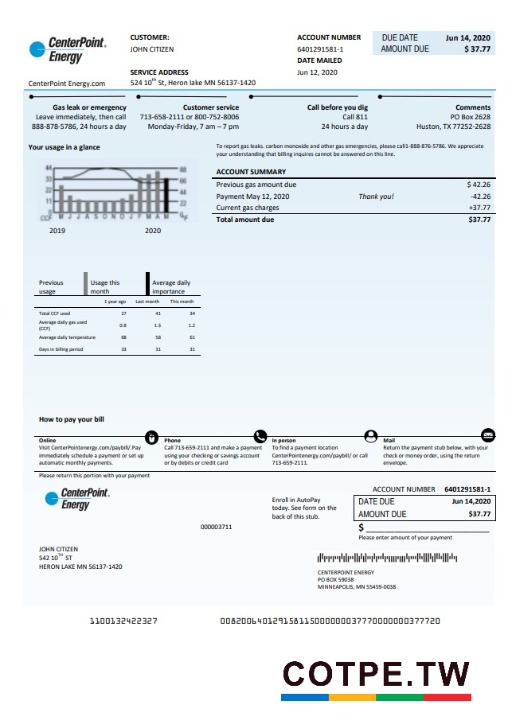 CenterPoint.
Energy
CenterPoint Energy.com
CUSTOMER:
JOHN CITIZEN
SERVICE ADDRESS
524 10th St, Heron lake MN 56137-1420
ACCOUNT NUMBER
6401291581-1
DATE MAILED
Jun 12, 2020
DUE DATE Jun 14, 2020
AMOUNT DUE $ 37.77
Gas leak or emergency
Leave immediately, then call
888-878-5786, 24 hours a day
Customer service
713-658-2111 or 800-752-8006
Monday-Friday, 7 am – 7 pm
Call before you dig
Call 811
24 hours a day
Comments
PO Box 2628
Huston, TX 77252-2628
Your usage in a glance
44 88
33 66
22 44
11 22
0
CCF M J J A S O N D J F M A M °F
2019 2020
To report gas leaks. carbon monoxide and other gas emergencies, please call1-888-876-5786. We appreciate
your understanding that billing inquires cannot be answered on this line.
ACCOUNT SUMMARY
Previous gas amount due $ 42.26
Payment May 12, 2020 Thank you! -42.26
Current gas charges +37.77
Total amount due $37.77
Previous usage
Usage this month
Average daily importance
Last month This month
Total CCF used 27 41 34
Average daily gas used (CCF) 0.8 1.3 1.2
Average daily temperature 68 58 61
Days in billing period 33 31 31
How to pay your bill
Online
Visit CenterPointenergy.com/paybill/ Pay
immediately schedule a payment or set up
automatic monthly payments.
Phone
Call 713-659-2111 and make a payment
using your checking or savings account
or by debits or credit card
In person
To find a payment location
CenterPointenergy.com/paybill/ or call
713-659-2111.
Mail
Return the payment stub below, with your
check or money order, using the return
envelope.
Please return this portion with your payment
CenterPoint.
Energy
000003711
Enroll in AutoPay
today. See form on the
back of this stub.
ACCOUNT NUMBER 6401291581-1
DATE DUE Jun 14,2020
AMOUNT DUE $37.77
$
Please enter amount of your payment
JOHN CITIZEN
542 10TH ST
HERON LAKE MN 56137-1420
CENTERPOINT ENERGY
PO BOX 59038
MINNEAPOLIS, MN 55459-0038
1100132422327
COTPE.TW